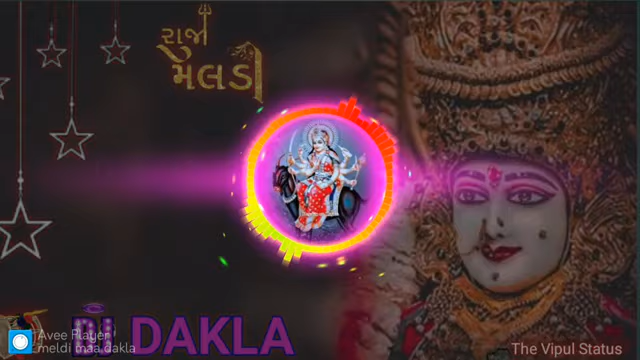 રાજી
મેલડી
DJ DAKLA
Avee Player
meldi maa dakla
The Vipul Status